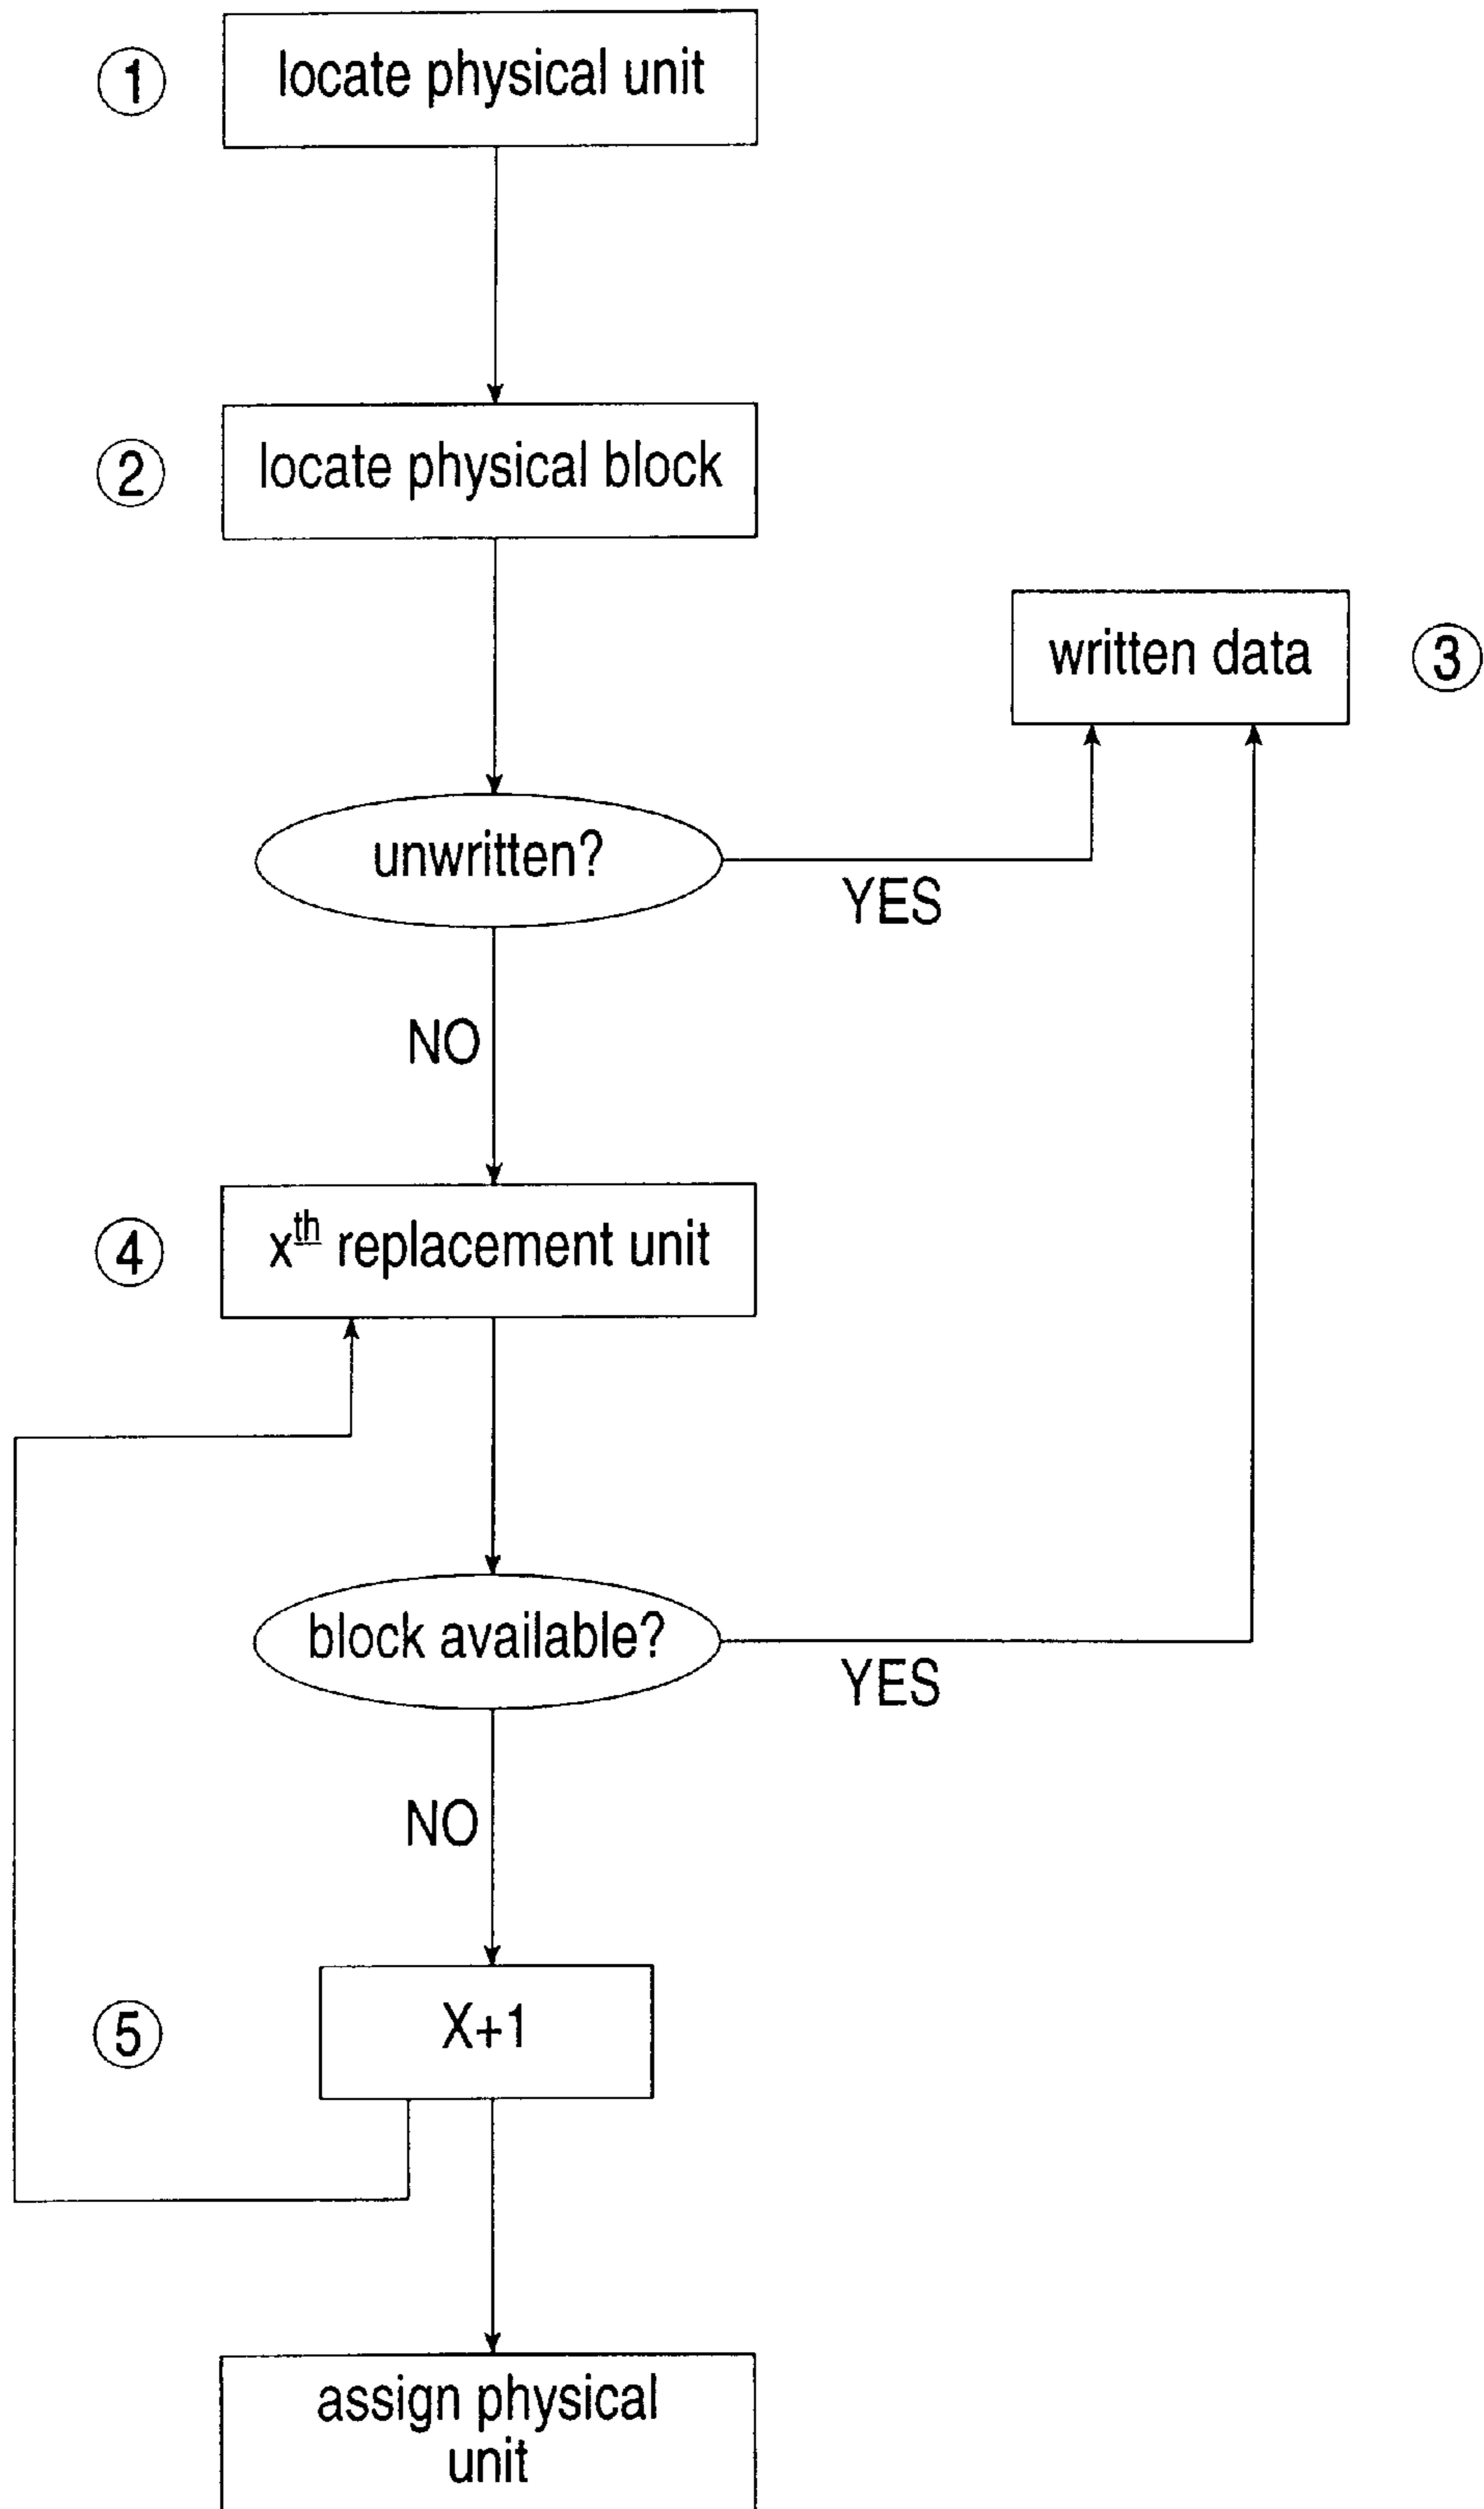 ① locate physical unit
② locate physical block
written data ③
unwritten?
YES
NO
④ xth replacement unit
block available?
YES
NO
⑤ X+1
assign physical
unit